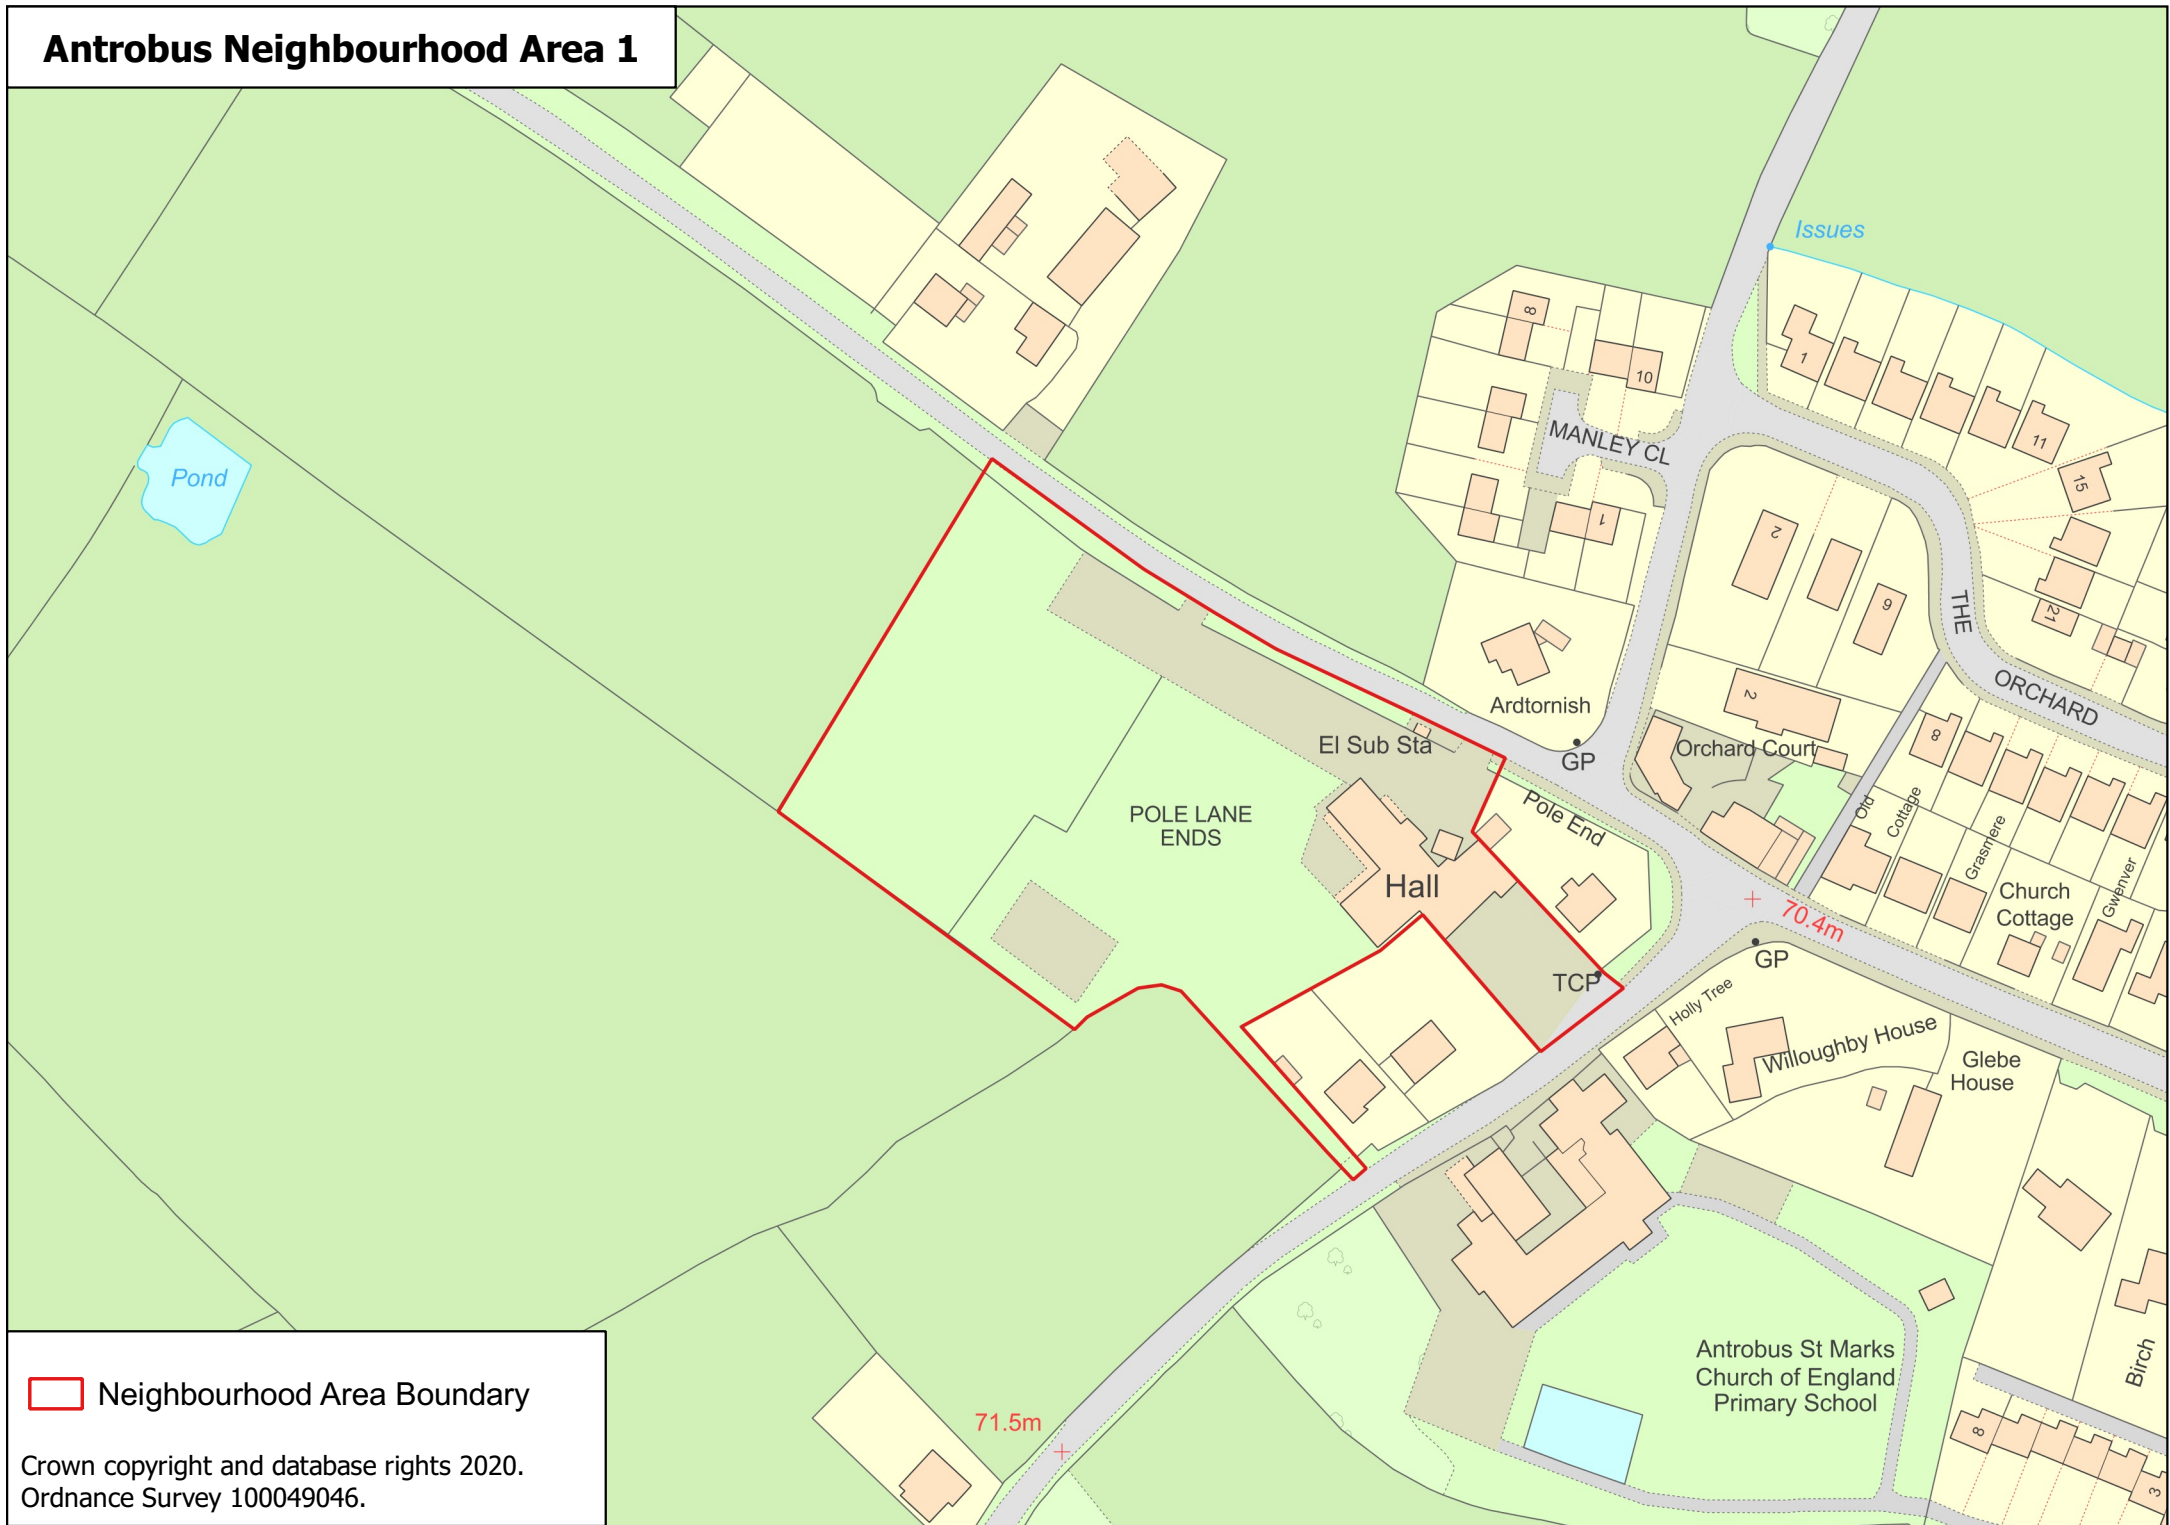 Antrobus Neighbourhood Area 1
Issues
8
10
1
MANLEY CL
11
15
Pond
1
2
6
THE
21
ORCHARD
2
Ardtornish
GP
El Sub Sta
Orchard Court
8
POLE LANE
ENDS
Pole End
Old
Cottage
Grasmere
Hall
Church
Cottage
Gwenver
70.4m
GP
TCP
Holly Tree
Willoughby House
Glebe
House
Antrobus St Marks
Church of England
Primary School
Birch
8
3
71.5m
Neighbourhood Area Boundary
Crown copyright and database rights 2020.
Ordnance Survey 100049046.